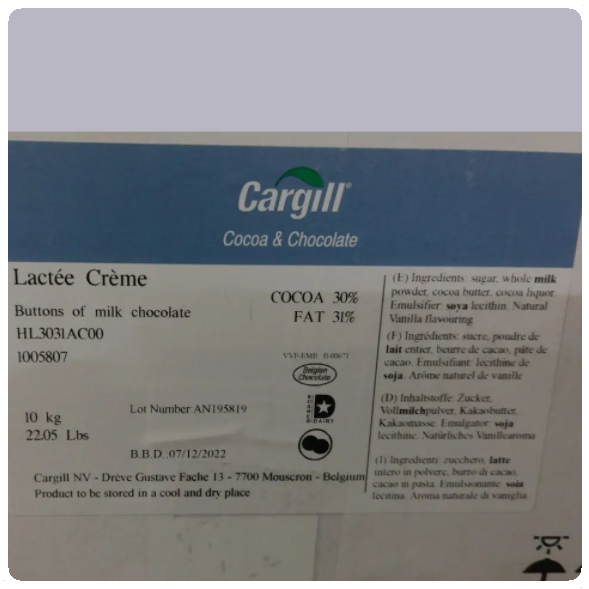 Cargill®
Cocoa & Chocolate
Lactée Crème
Buttons of milk chocolate
HL3031AC00
1005807
COCOA 30%
FAT 31%
Belgian
Chocolate
KOSHER
DAIRY
10 kg
22.05 Lbs
Lot Number:AN195819
B.B.D.:07/12/2022
Cargill NV - Drève Gustave Fache 13 - 7700 Mouscron - Belgium
Product to be stored in a cool and dry place
(E) Ingredients: sugar, whole milk
powder, cocoa butter, cocoa liquor.
Emulsifier: soya lecithin. Natural
Vanilla flavouring
(F) Ingrédients: sucre, poudre de
lait entier, beurre de cacao, pâte de
cacao. Emulsifiant: lécithine de
soja. Arôme naturel de vanille
(D) Inhaltstoffe: Zucker,
Vollmilchpulver, Kakaobutter,
Kakaomasse. Emulgator: soja
lecithine. Natürliches Vanillearoma
(I) Ingredienti: zucchero, latte
intero in polvere, burro di cacao,
cacao in pasta. Emulsionante: soia
lecitina. Aroma naturale di vaniglia